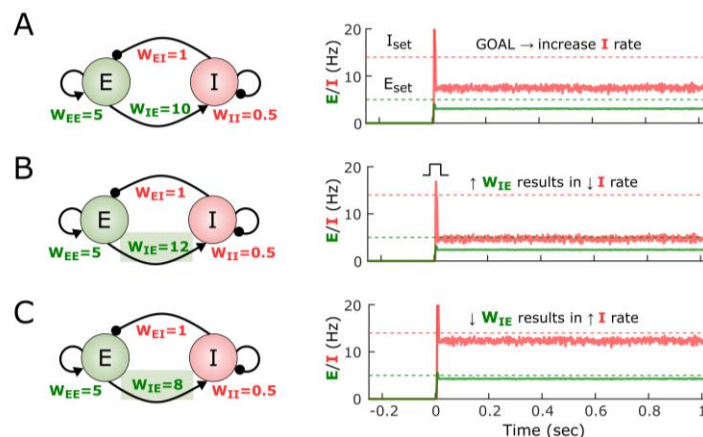 A
E
I
W_EI=1
W_EE=5
W_IE=10
W_II=0.5
E/I (Hz)
20
10
0
I_set
E_set
GOAL → increase I rate
B
E
I
W_EI=1
W_EE=5
W_IE=12
W_II=0.5
E/I (Hz)
20
10
0
↑ W_IE results in ↓ I rate
C
E
I
W_EI=1
W_EE=5
W_IE=8
W_II=0.5
E/I (Hz)
20
10
0
↓ W_IE results in ↑ I rate
-0.2 0 0.2 0.4 0.6 0.8 1
Time (sec)